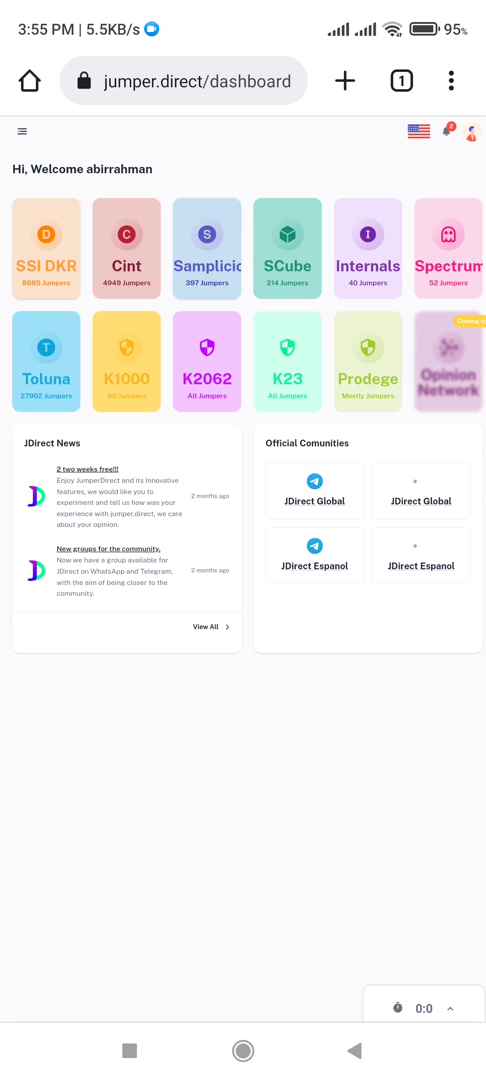 3:55 PM | 5.5KB/s
95%
jumper.direct/dashboard
1
2
Hi, Welcome abirrahman
D
C
S
I
SSI DKR
Cint
Samplicio
SCube
Internals
Spectrum
8685 Jumpers
4949 Jumpers
397 Jumpers
214 Jumpers
40 Jumpers
52 Jumpers
Coming so
T
Toluna
K1000
K2062
K23
Prodege
Opinion
Network
27902 Jumpers
All Jumpers
All Jumpers
All Jumpers
Mostly Jumpers
JDirect News
2 two weeks free!!!
Enjoy JumperDirect and its Innovative
features, we would like you to
experiment and tell us how was your
experience with jumper.direct, we care
about your opinion.
2 months ago
New groups for the community.
Now we have a group available for
JDirect on WhatsApp and Telegram,
with the aim of being closer to the
community.
2 months ago
View All
Official Comunities
JDirect Global
JDirect Global
JDirect Espanol
JDirect Espanol
0:0